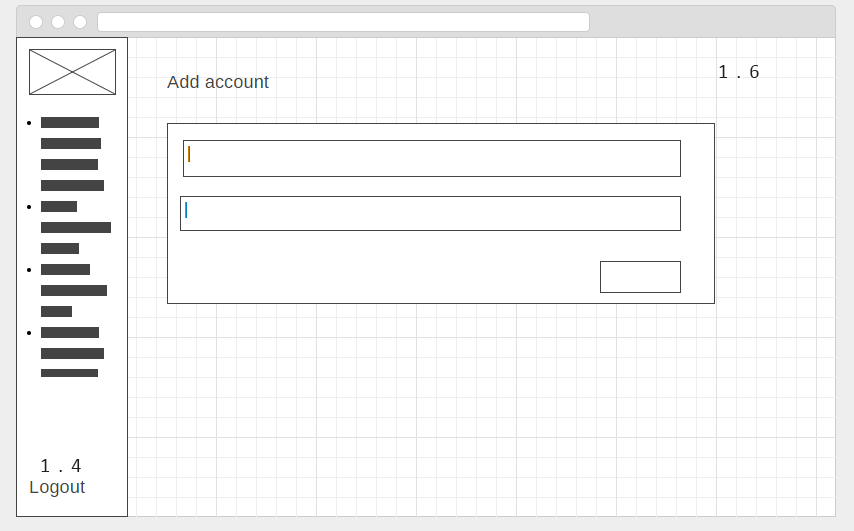 Add account
1 . 6
1 . 4
Logout